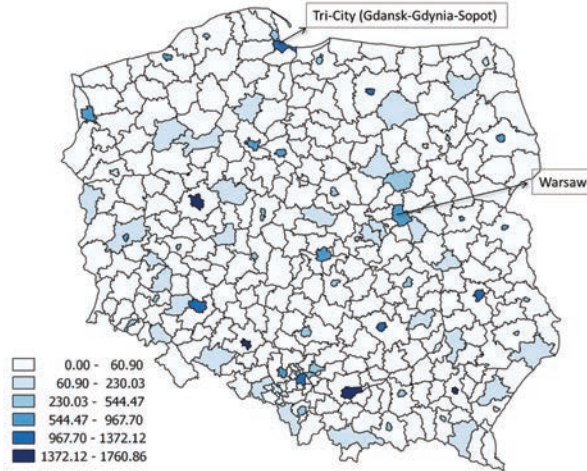 Tri-City (Gdansk-Gdynia-Sopot)
Warsaw
0.00 - 60.90
60.90 - 230.03
230.03 - 544.47
544.47 - 967.70
967.70 - 1372.12
1372.12 - 1760.86